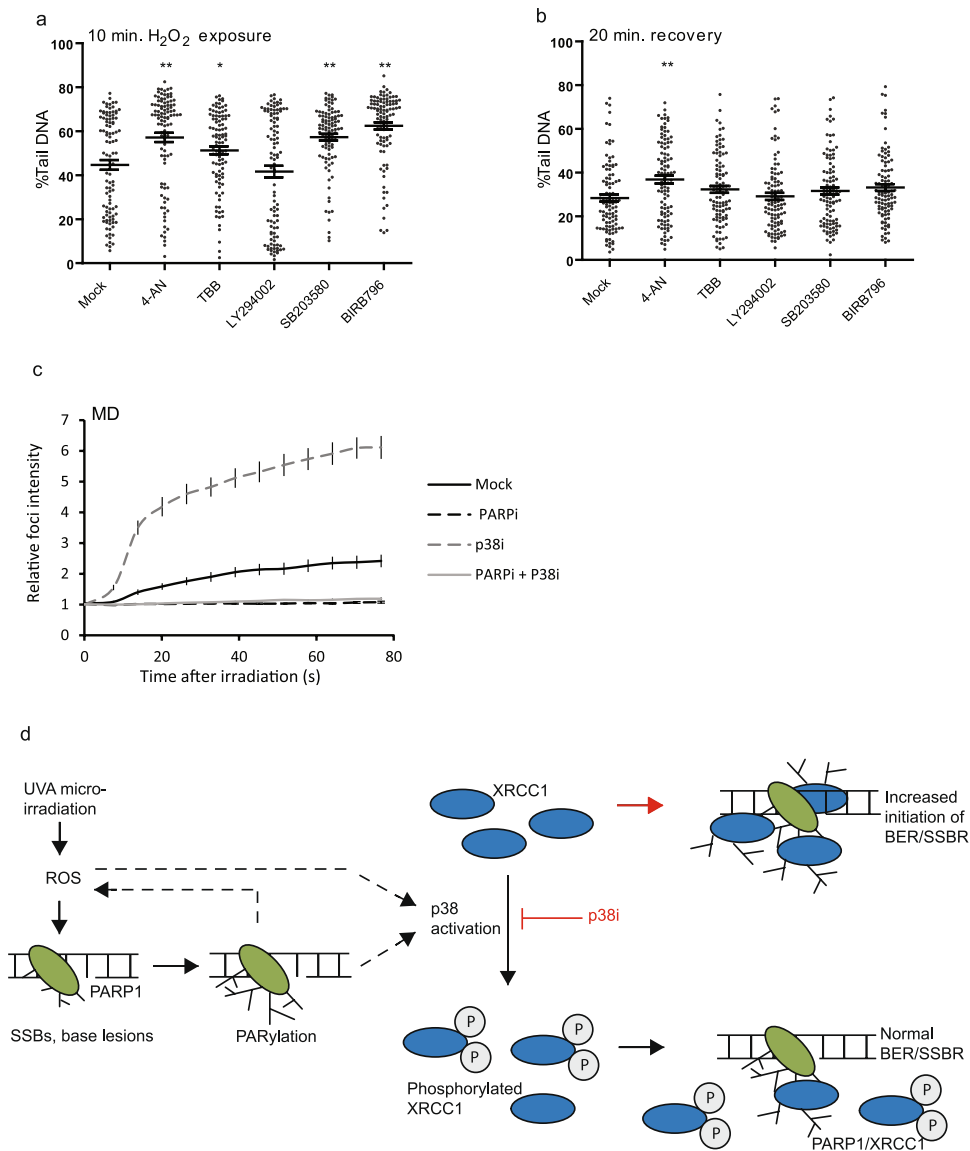 a
10 min. H2O2 exposure
**
*
**
**
%Tail DNA
100
80
60
40
20
0
Mock
4-AN
TBB
LY294002
SB203580
BIRB796
b
20 min. recovery
**
%Tail DNA
100
80
60
40
20
0
Mock
4-AN
TBB
LY294002
SB203580
BIRB796
c
MD
Relative foci intensity
7
6
5
4
3
2
1
0
0
20
40
60
80
Time after irradiation (s)
Mock
PARPi
p38i
PARPi + P38i
d
UVA micro-
irradiation
ROS
PARP1
SSBs, base lesions
PARylation
p38
activation
XRCC1
p38i
Increased
initiation of
BER/SSBR
P
P
P
P
Phosphorylated
XRCC1
Normal
BER/SSBR
P
P
P
P
PARP1/XRCC1